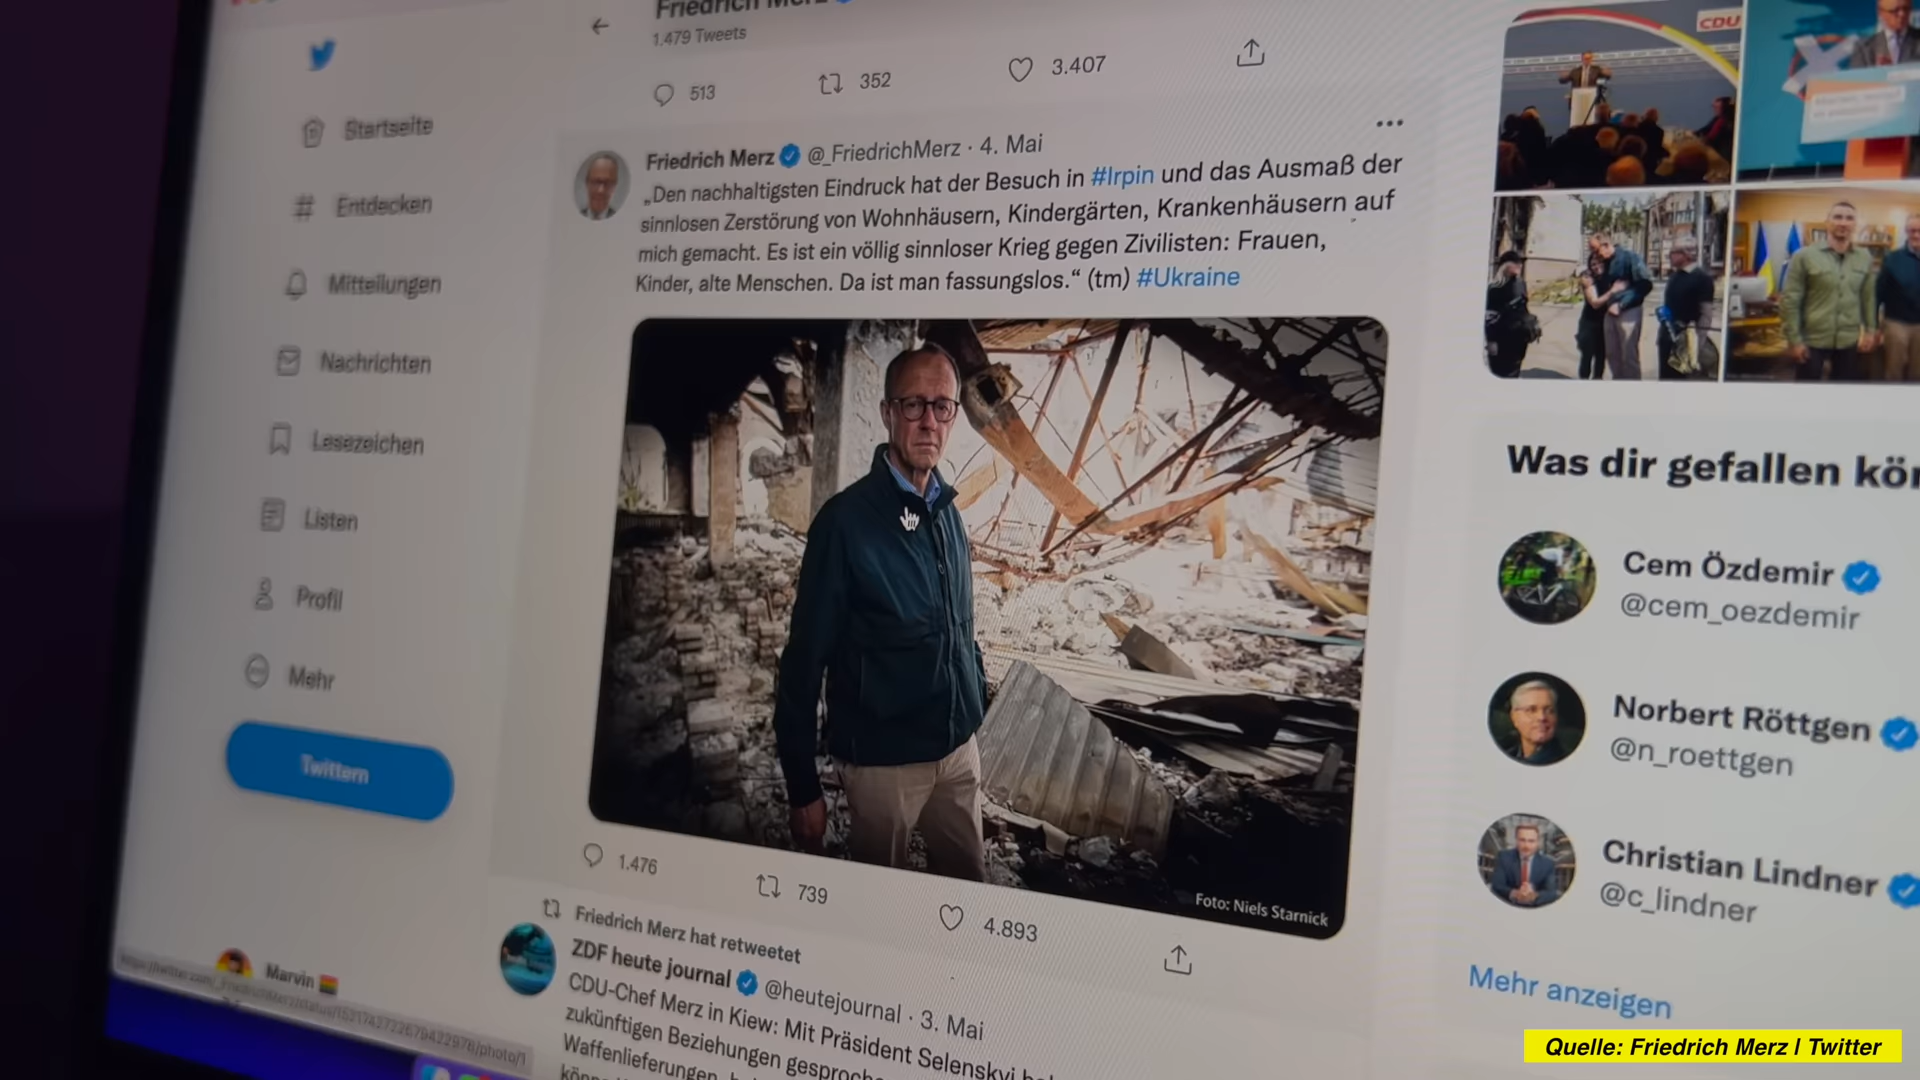 Friedrich Merz
1.479 Tweets
513
352
3.407
Startseite
Entdecken
Mitteilungen
Nachrichten
Lesezeichen
Listen
Profil
Mehr
Twittern
Marvin
Friedrich Merz @_FriedrichMerz · 4. Mai
„Den nachhaltigsten Eindruck hat der Besuch in #Irpin und das Ausmaß der
sinnlosen Zerstörung von Wohnhäusern, Kindergärten, Krankenhäusern auf
mich gemacht. Es ist ein völlig sinnloser Krieg gegen Zivilisten: Frauen,
Kinder, alte Menschen. Da ist man fassungslos.“ (tm) #Ukraine
Foto: Niels Starnick
1.476
739
4.893
Friedrich Merz hat retweetet
ZDF heute journal @heutejournal · 3. Mai
CDU-Chef Merz in Kiew: Mit Präsident Selenskyi
zukünftigen Beziehungen
Waffenlieferungen,
CDU
Was dir gefallen
Cem Özdemir
@cem_oezdemir
Norbert Röttgen
@n_roettgen
Christian Lindner
@c_lindner
Mehr anzeigen
Quelle: Friedrich Merz | Twitter